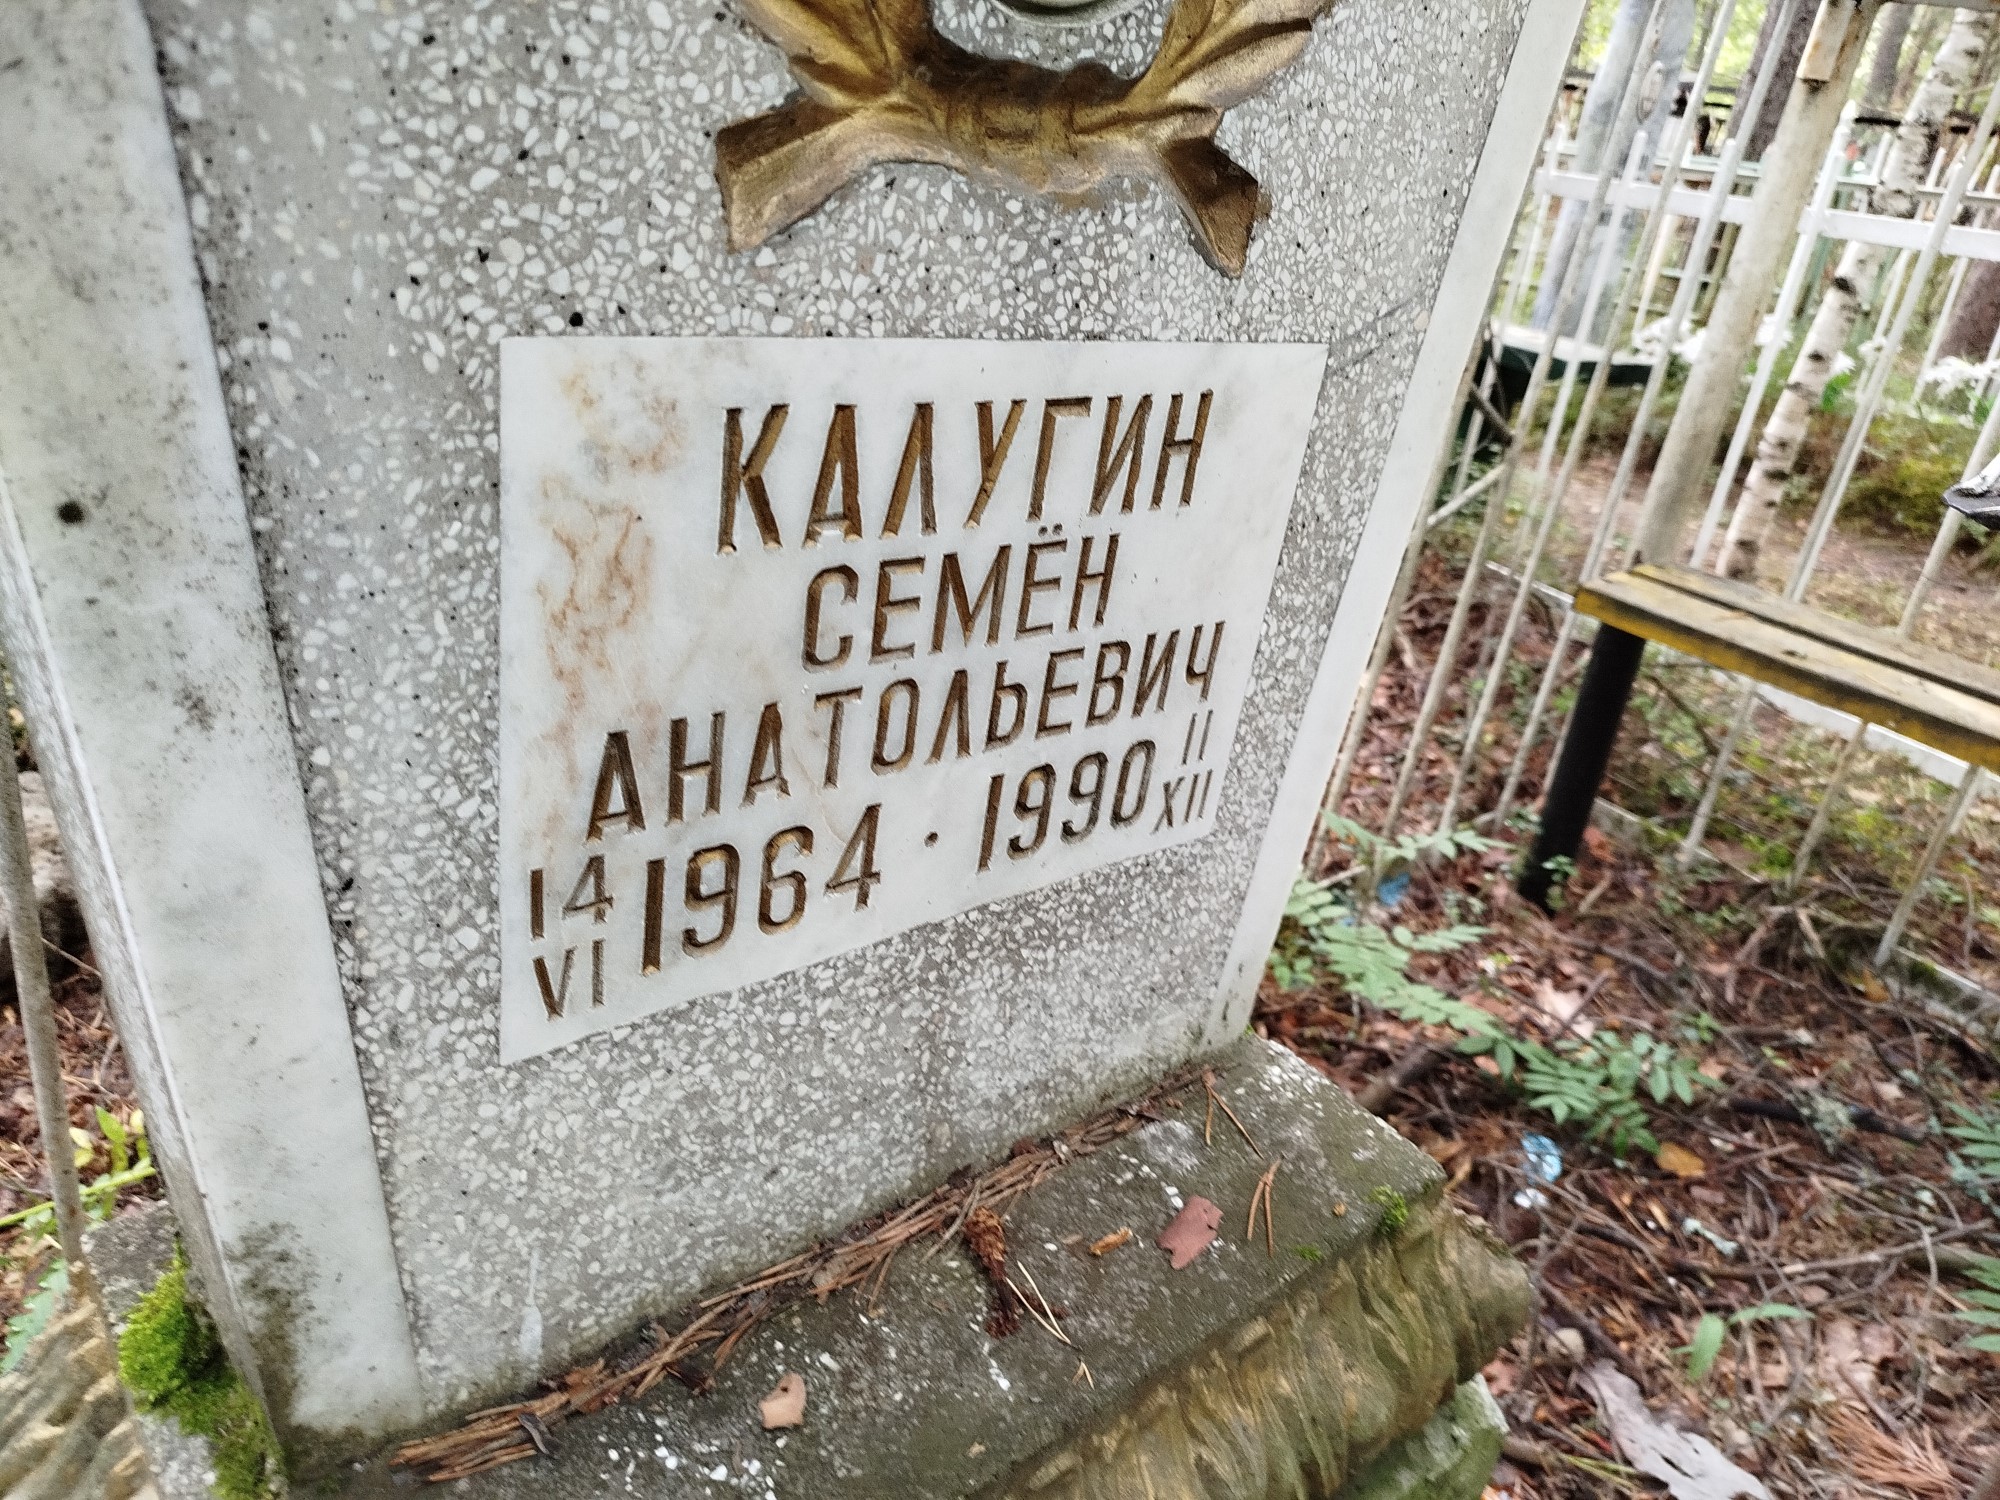 КАЛУГИН
СЕМЁН
АНАТОЛЬЕВИЧ
14 VI 1964 · 1990 11 XII